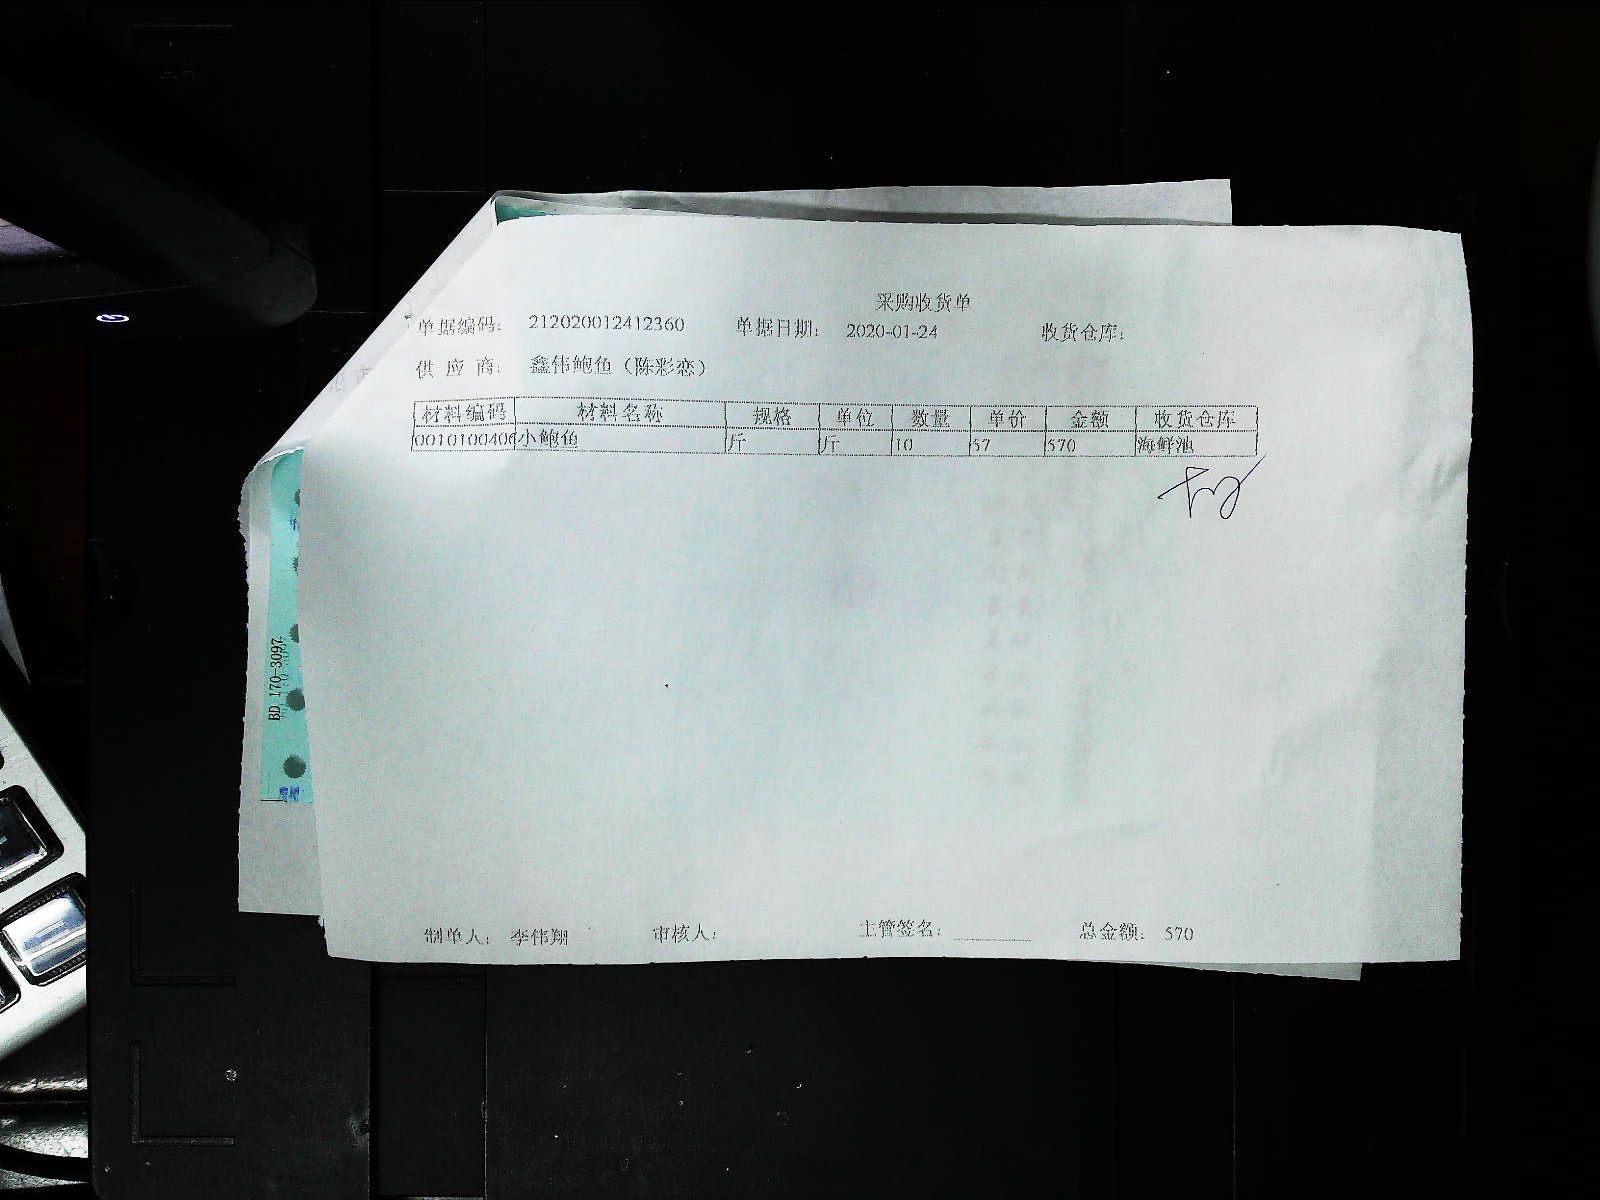 采购收货单
单据编码： 212020012412360 单据日期： 2020-01-24 收货仓库：
供 应 商： 鑫伟鲍鱼（陈彩恋）
材料编码 材料名称 规格 单位 数量 单价 金额 收货仓库
0010100406 小鲍鱼 斤 斤 10 57 570 海鲜池
BD 170-3097
制单人： 李伟翔 审核人： 主管签名： 总金额： 570